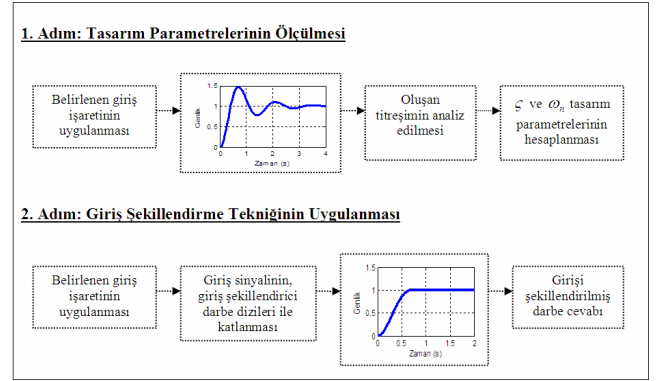 1. Adım: Tasarım Parametrelerinin Ölçülmesi
Belirlenen giriş
işaretinin
uygulanması
1.5
1
0.5
0
Genlik
0 1 2 3 4
Zaman (s)
Oluşan
titreşimin analiz
edilmesi
ς ve ωn tasarım
parametrelerinin
hesaplanması
2. Adım: Giriş Şekillendirme Tekniğinin Uygulanması
Belirlenen giriş
işaretinin
uygulanması
Giriş sinyalinin,
giriş şekillendirici
darbe dizileri ile
katlanması
1.5
1
0.5
0
Genlik
0 0.5 1 1.5 2
Zaman (s)
Girişi
şekillendirilmiş
darbe cevabı